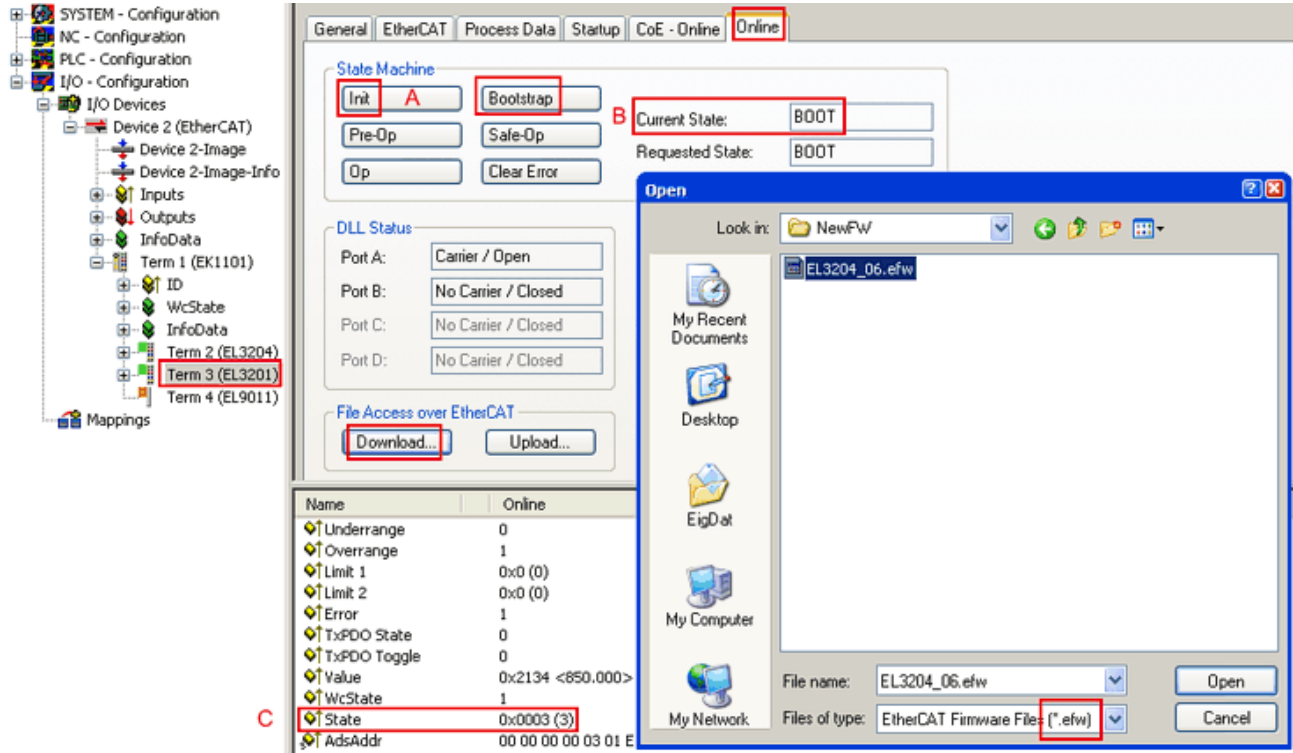 SYSTEM - Configuration
NC - Configuration
PLC - Configuration
I/O - Configuration
I/O Devices
Device 2 (EtherCAT)
Device 2-Image
Device 2-Image-Info
Inputs
Outputs
InfoData
Term 1 (EK1101)
ID
WcState
InfoData
Term 2 (EL3204)
Term 3 (EL3201)
Term 4 (EL9011)
Mappings
General EtherCAT Process Data Startup CoE - Online Online
State Machine
Init A Bootstrap
Pre-Op Safe-Op
Op Clear Error
B Current State: BOOT
Requested State: BOOT
DLL Status
Port A: Carrier / Open
Port B: No Carrier / Closed
Port C: No Carrier / Closed
Port D: No Carrier / Closed
File Access over EtherCAT
Download... Upload...
Name Online
Underrange 0
Overrange 1
Limit 1 0x0 (0)
Limit 2 0x0 (0)
Error 1
TxPDO State 0
TxPDO Toggle 0
Value 0x2134 <850.000>
WcState 1
C State 0x0003 (3)
AdsAddr 00 00 00 00 03 01 E
Open
Look in: NewFW
EL3204_06.efw
My Recent
Documents
Desktop
EigDat
My Computer
My Network
File name: EL3204_06.efw Open
Files of type: EtherCAT Firmware Files (*.efw) Cancel